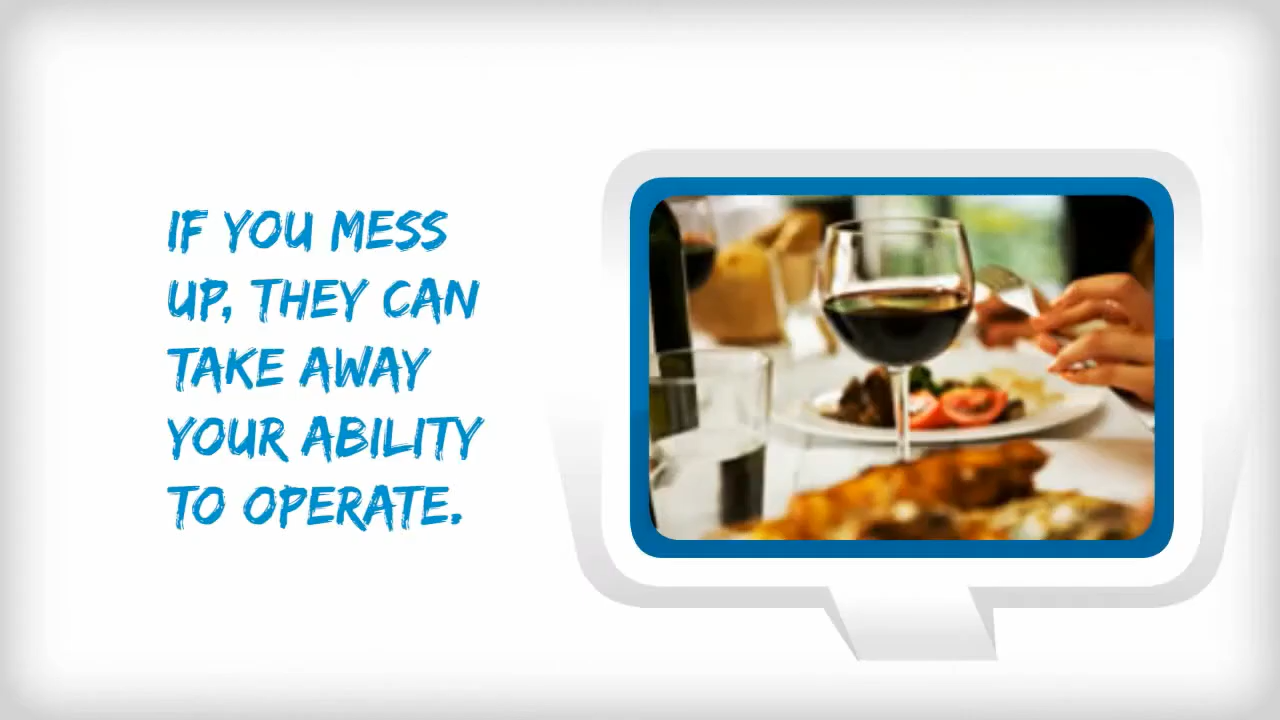 IF YOU MESS
UP, THEY CAN
TAKE AWAY
YOUR ABILITY
TO OPERATE.